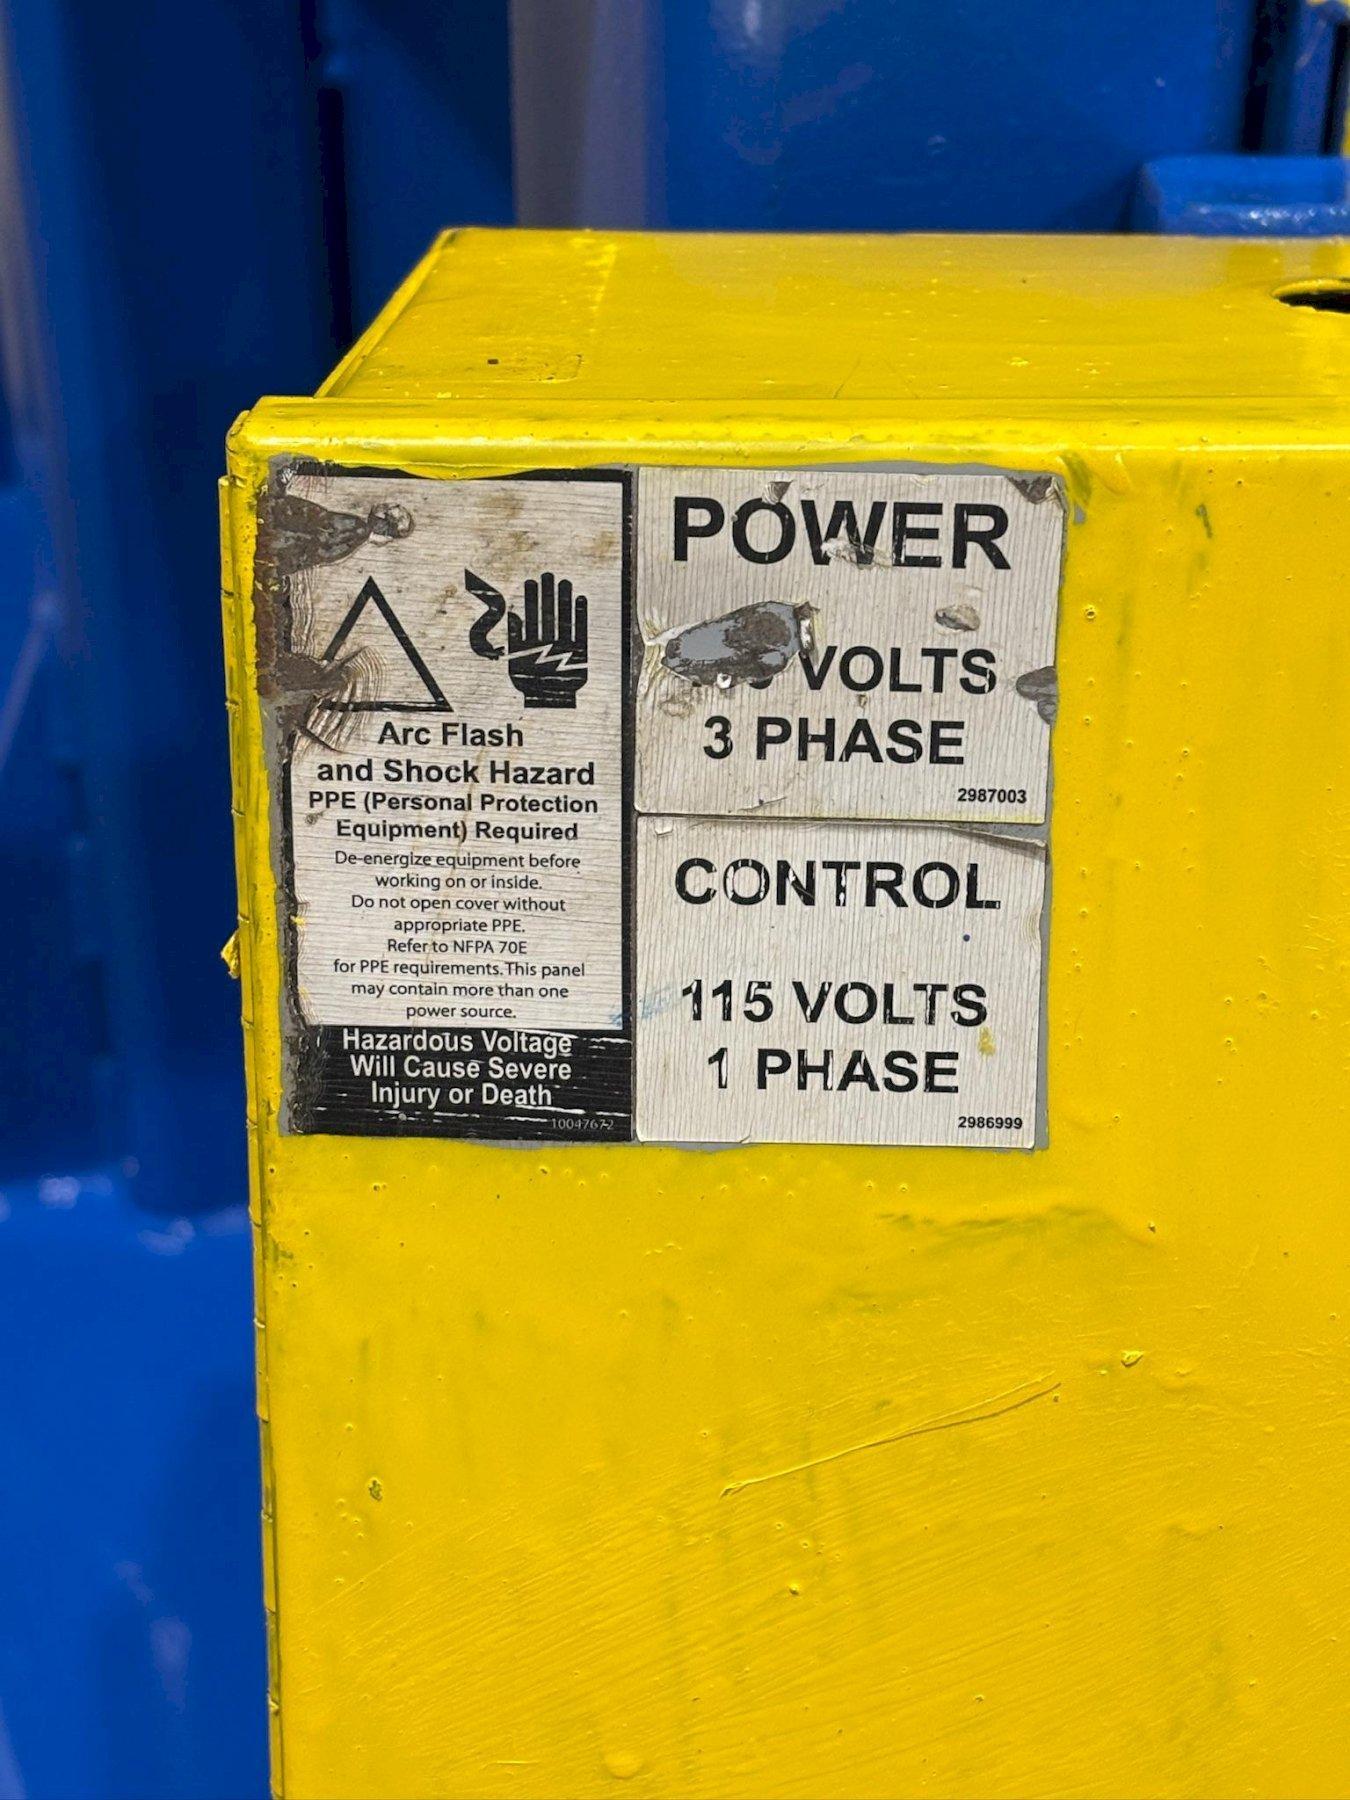 Arc Flash
and Shock Hazard
PPE (Personal Protection
Equipment) Required
De-energize equipment before
working on or inside.
Do not open cover without
appropriate PPE.
Refer to NFPA 70E
for PPE requirements. This panel
may contain more than one
power source.
Hazardous Voltage
Will Cause Severe
Injury or Death
10047672
POWER
VOLTS
3 PHASE
2987003
CONTROL
115 VOLTS
1 PHASE
2986999